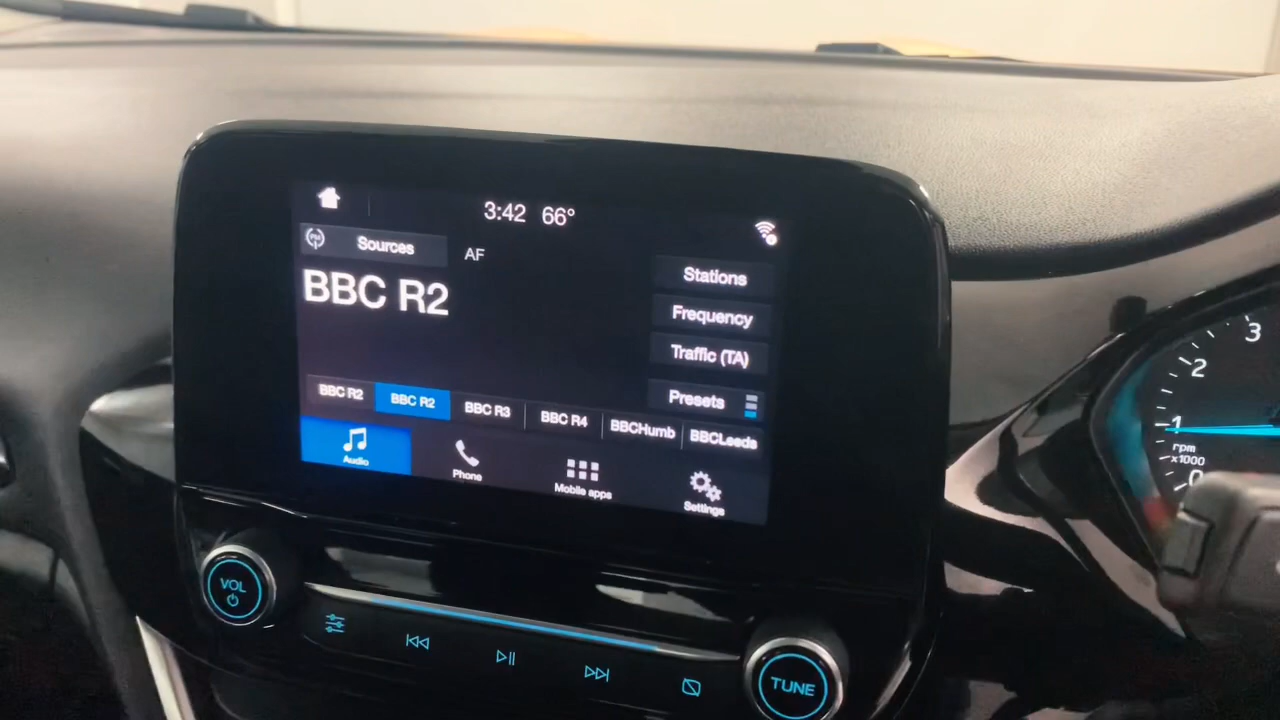 3:42 66°
FM Sources AF
BBC R2
Stations
Frequency
Traffic (TA)
Presets
BBC R2 BBC R2 BBC R3 BBC R4 BBCHumb BBCLeeds
Audio Phone Mobile apps Settings
VOL
TUNE
3
2
1
rpm
x1000
0